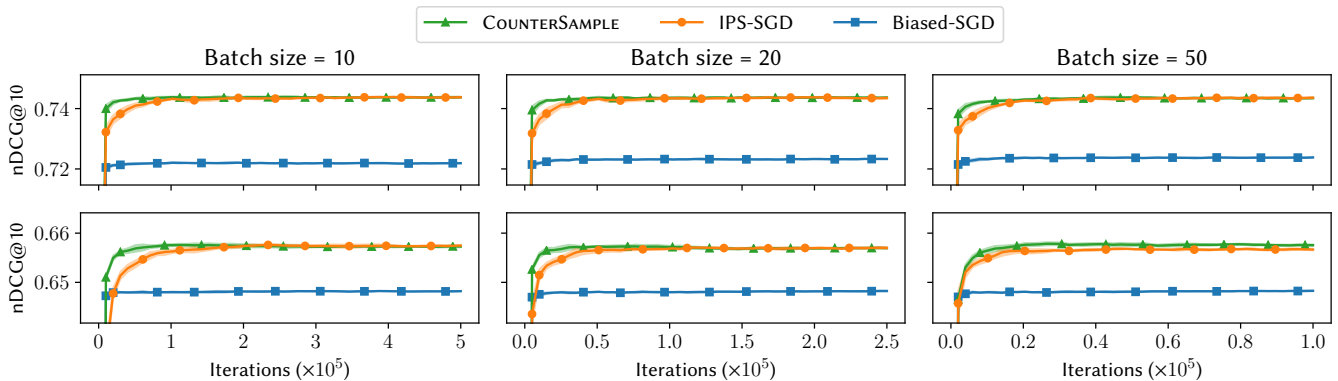 COUNTERSAMPLE IPS-SGD Biased-SGD
Batch size = 10 Batch size = 20 Batch size = 50
nDCG@10
0.74
0.72
nDCG@10
0.66
0.65
0 1 2 3 4 5
0.0 0.5 1.0 1.5 2.0 2.5
0.0 0.2 0.4 0.6 0.8 1.0
Iterations (×10⁵) Iterations (×10⁵) Iterations (×10⁵)